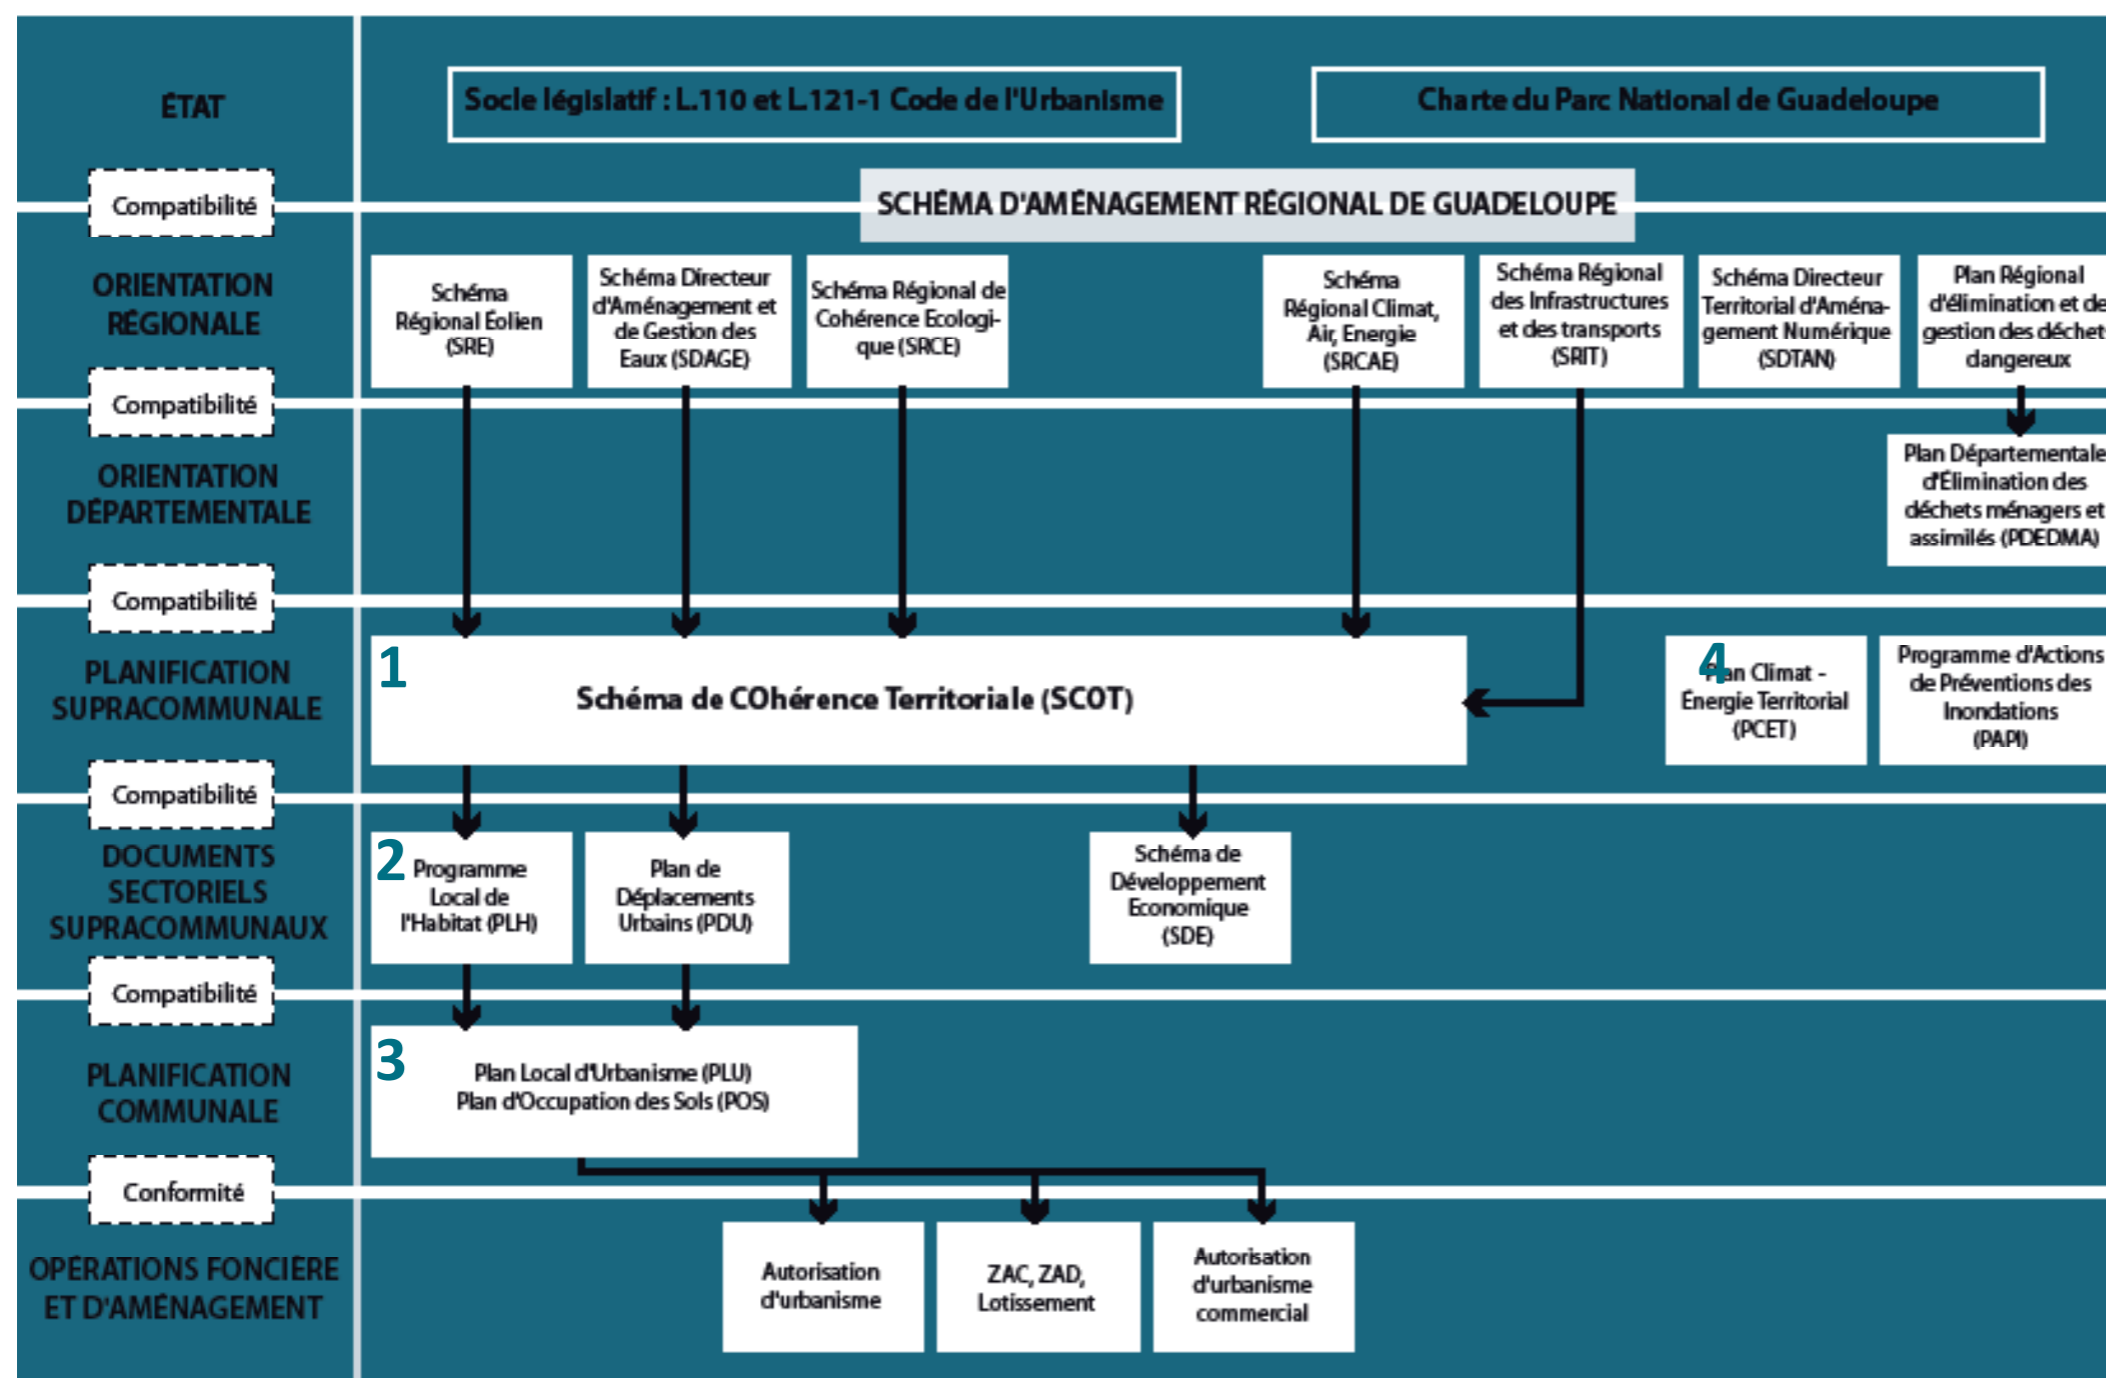 ÉTAT
Socle législatif : L.110 et L.121-1 Code de l'Urbanisme
Charte du Parc National de Guadeloupe
Compatibilité
SCHÉMA D'AMÉNAGEMENT RÉGIONAL DE GUADELOUPE
ORIENTATION
RÉGIONALE
Schéma
Régional Éolien
(SRE)
Schéma Directeur
d'Aménagement et
de Gestion des
Eaux (SDAGE)
Schéma Régional de
Cohérence Ecologi-
que (SRCE)
Schéma
Régional Climat,
Air, Energie
(SRCAE)
Schéma Régional
des Infrastructures
et des transports
(SRIT)
Schéma Directeur
Territorial d'Aména-
gement Numérique
(SDTAN)
Plan Régional
d'élimination et de
gestion des déchet
dangereux
Compatibilité
ORIENTATION
DÉPARTEMENTALE
Plan Départementale
d'Élimination des
déchets ménagers et
assimilés (PDEDMA)
Compatibilité
PLANIFICATION
SUPRACOMMUNALE
1
Schéma de COhérence Territoriale (SCOT)
4
Plan Climat -
Énergie Territorial
(PCET)
Programme d'Actions
de Préventions des
Inondations
(PAPI)
Compatibilité
DOCUMENTS
SECTORIELS
SUPRACOMMUNAUX
2
Programme
Local de
l'Habitat (PLH)
Plan de
Déplacements
Urbains (PDU)
Schéma de
Développement
Economique
(SDE)
Compatibilité
PLANIFICATION
COMMUNALE
3
Plan Local d'Urbanisme (PLU)
Plan d'Occupation des Sols (POS)
Conformité
OPÉRATIONS FONCIÈRE
ET D'AMÉNAGEMENT
Autorisation
d'urbanisme
ZAC, ZAD,
Lotissement
Autorisation
d'urbanisme
commercial